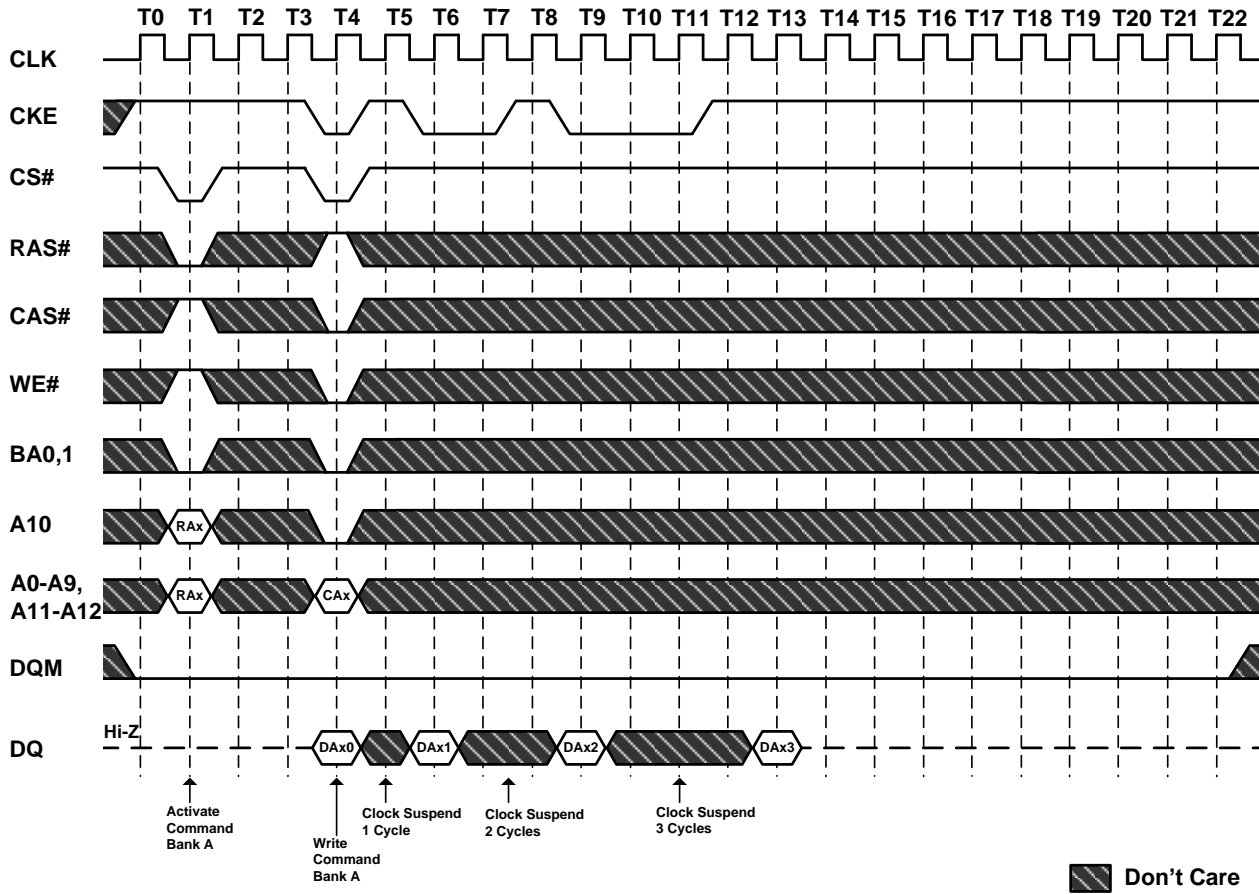 T0 T1 T2 T3 T4 T5 T6 T7 T8 T9 T10 T11 T12 T13 T14 T15 T16 T17 T18 T19 T20 T21 T22
CLK
CKE
CS#
RAS#
CAS#
WE#
BA0,1
A10
RAx
A0-A9,
A11-A12
RAx
CAx
DQM
Hi-Z
DQ
DAx0
DAx1
DAx2
DAx3
Activate
Command
Bank A
Write
Command
Bank A
Clock Suspend
1 Cycle
Clock Suspend
2 Cycles
Clock Suspend
3 Cycles
Don't Care